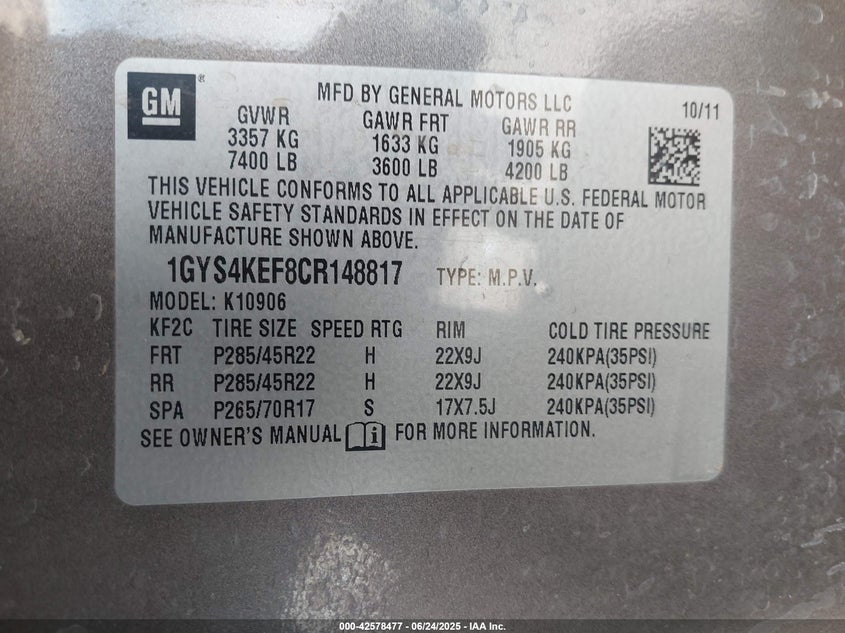 GM ®
MFD BY GENERAL MOTORS LLC 10/11
GVWR GAWR FRT GAWR RR
3357 KG 1633 KG 1905 KG
7400 LB 3600 LB 4200 LB
THIS VEHICLE CONFORMS TO ALL APPLICABLE U.S. FEDERAL MOTOR
VEHICLE SAFETY STANDARDS IN EFFECT ON THE DATE OF
MANUFACTURE SHOWN ABOVE.
1GYS4KEF8CR148817 TYPE: M.P.V.
MODEL: K10906
KF2C TIRE SIZE SPEED RTG RIM COLD TIRE PRESSURE
FRT P285/45R22 H 22X9J 240KPA(35PSI)
RR P285/45R22 H 22X9J 240KPA(35PSI)
SPA P265/70R17 S 17X7.5J 240KPA(35PSI)
SEE OWNER'S MANUAL i FOR MORE INFORMATION.
000-42578477 - 06/24/2025 - IAA Inc.